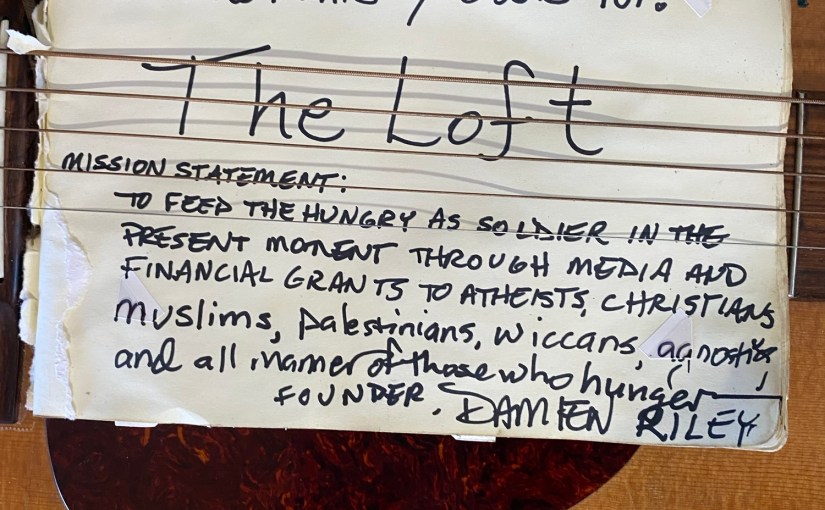 for.
The Loft
MISSION STATEMENT:
TO FEED THE HUNGRY AS SOLDIER IN THE
PRESENT MOMENT THROUGH MEDIA AND
FINANCIAL GRANTS TO ATHEISTS, CHRISTIANS
muslims, palestinians, wiccans, agnostics
and all manner of those who hunger
FOUNDER. DAMIEN RILEY